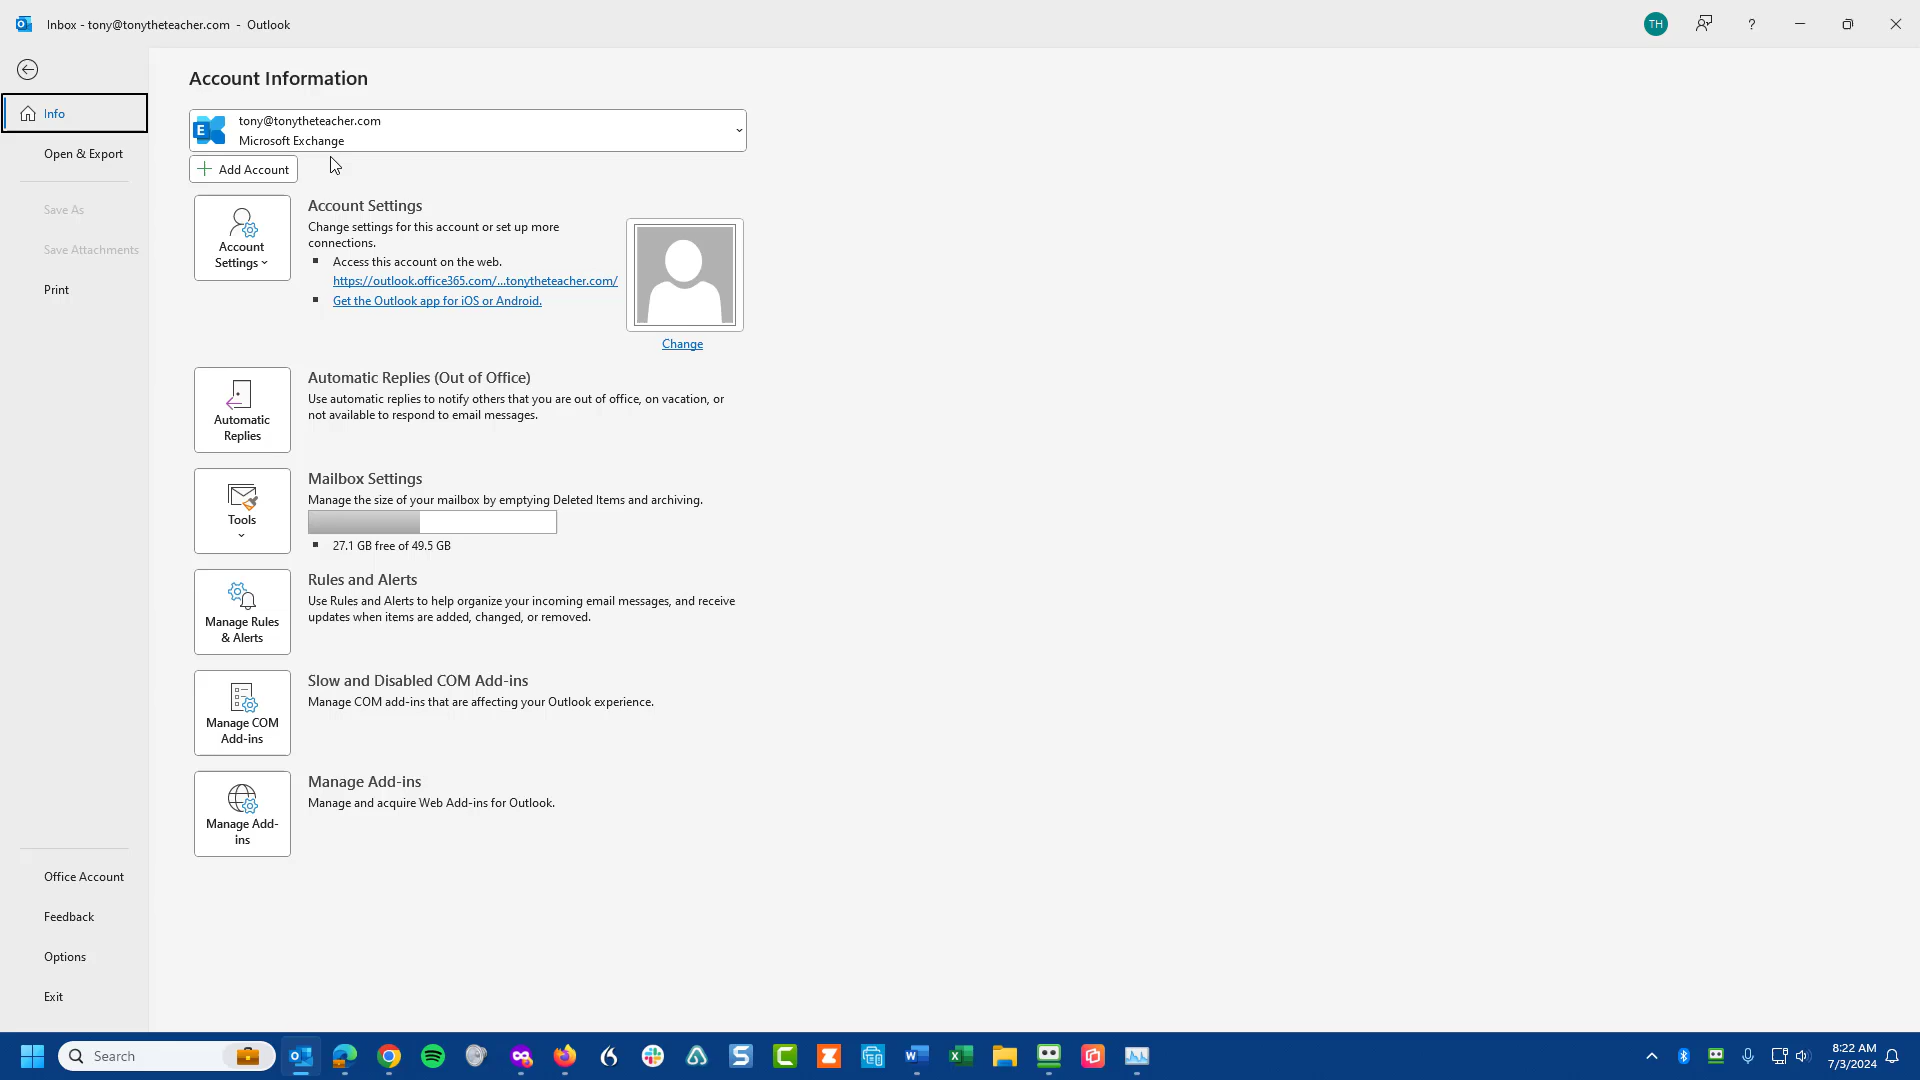 Inbox - tony@tonytheteacher.com - Outlook
TH
?
Info
Open & Export
Save As
Save Attachments
Print
Office Account
Feedback
Options
Exit
Account Information
E
tony@tonytheteacher.com
Microsoft Exchange
Add Account
Account
Settings
Account Settings
Change settings for this account or set up more
connections.
Access this account on the web.
https://outlook.office365.com/...tonytheteacher.com/
Get the Outlook app for iOS or Android.
Change
Automatic
Replies
Automatic Replies (Out of Office)
Use automatic replies to notify others that you are out of office, on vacation, or
not available to respond to email messages.
Tools
Mailbox Settings
Manage the size of your mailbox by emptying Deleted Items and archiving.
27.1 GB free of 49.5 GB
Manage Rules
& Alerts
Rules and Alerts
Use Rules and Alerts to help organize your incoming email messages, and receive
updates when items are added, changed, or removed.
Manage COM
Add-ins
Slow and Disabled COM Add-ins
Manage COM add-ins that are affecting your Outlook experience.
Manage Add-
ins
Manage Add-ins
Manage and acquire Web Add-ins for Outlook.
Search
8:22 AM
7/3/2024